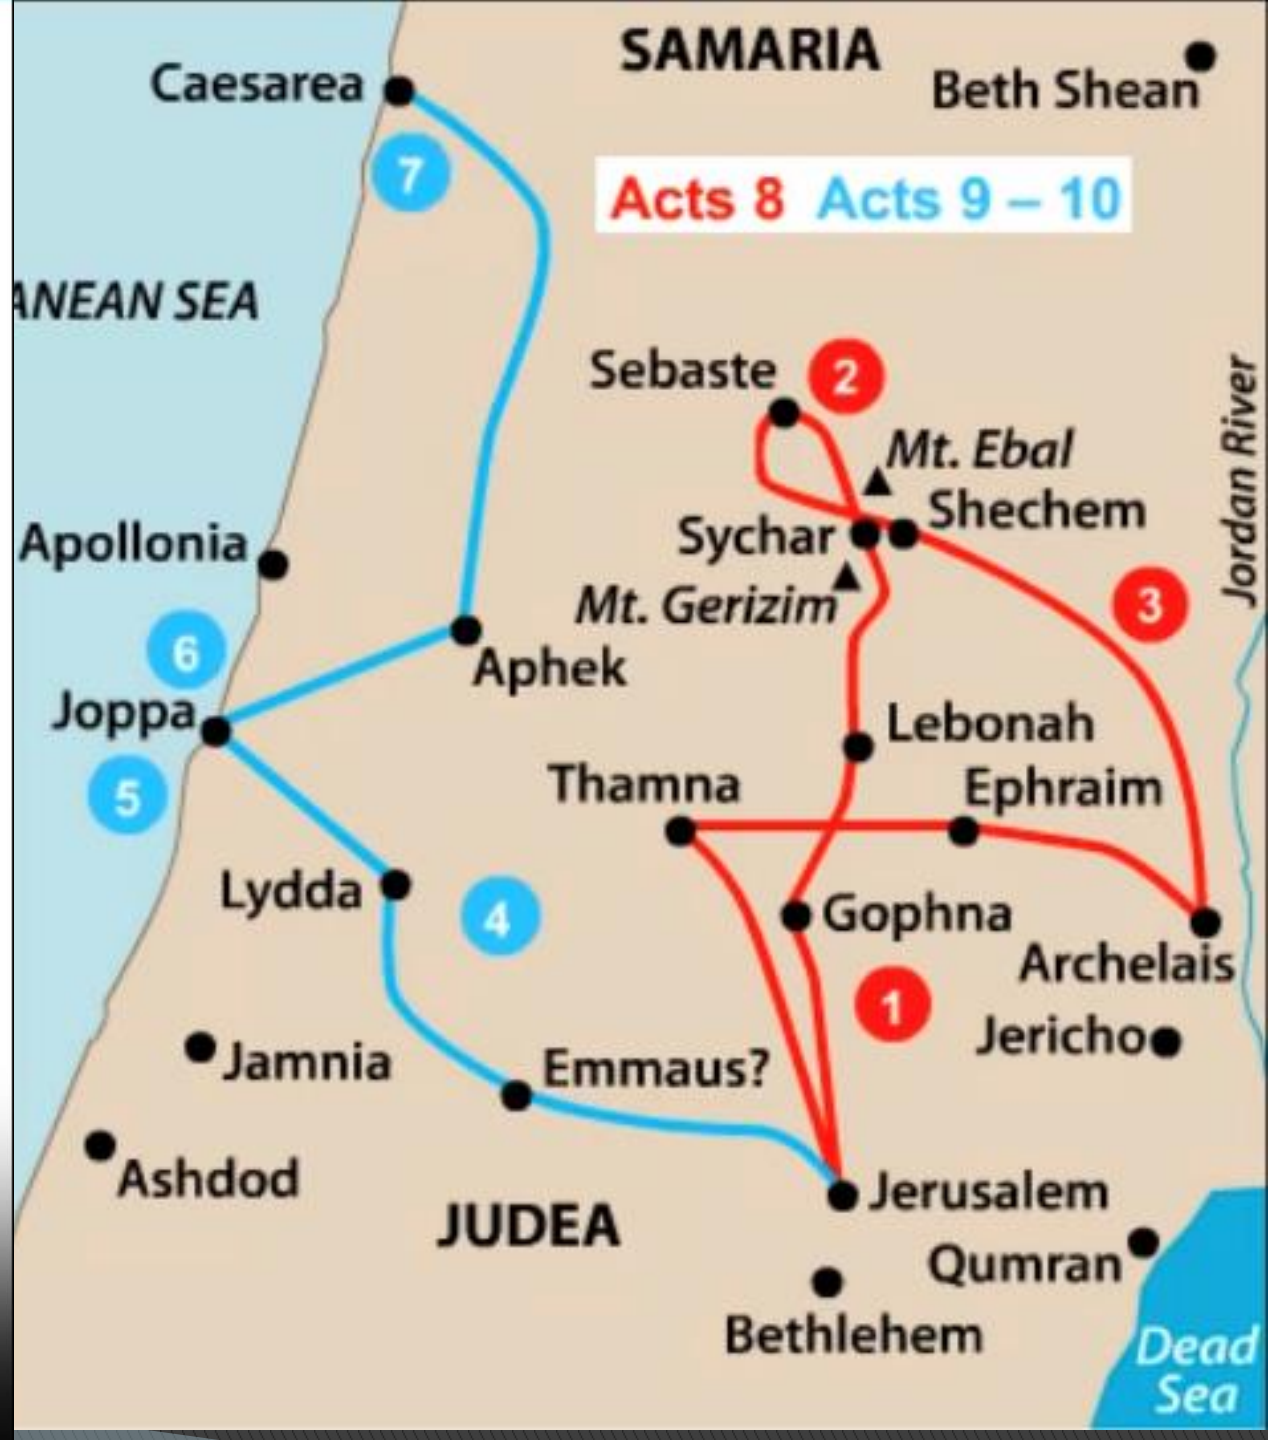 SAMARIA
Caesarea
Beth Shean
7
Acts 8 Acts 9 – 10
ANEAN SEA
Sebaste
2
Jordan River
Mt. Ebal
Shechem
Sychar
Apollonia
Mt. Gerizim
3
6
Aphek
Joppa
Lebonah
5
Thamna
Ephraim
Lydda
4
Gophna
Archelais
1
Jericho
Jamnia
Emmaus?
Ashdod
Jerusalem
JUDEA
Qumran
Bethlehem
Dead
Sea